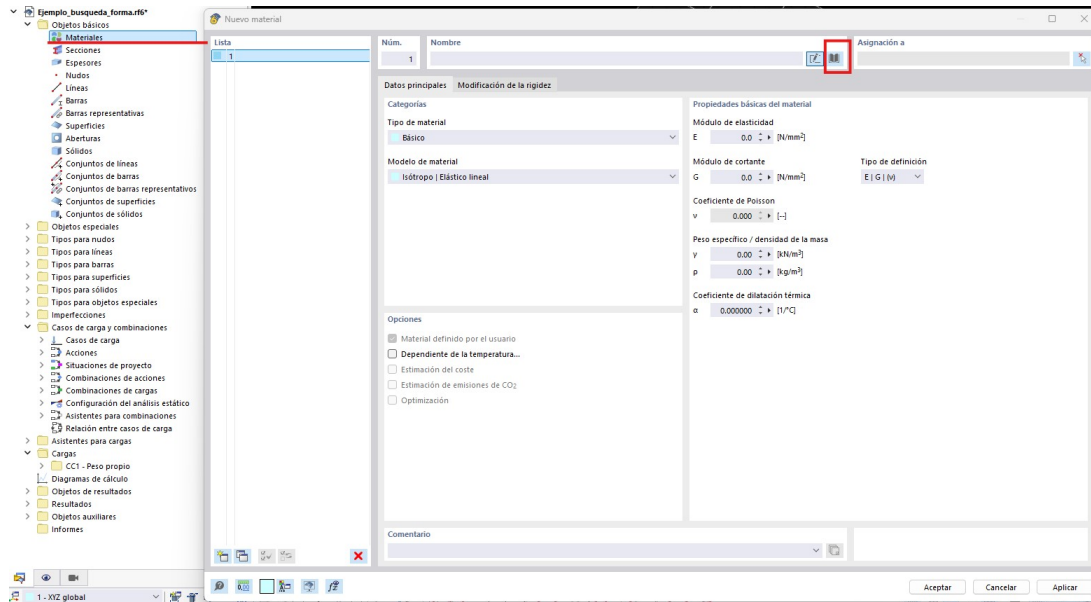 Ejemplo_busqueda_forma.rf6*
Objetos básicos
Materiales
Secciones
Espesores
Nudos
Líneas
Barras
Barras representativas
Superficies
Aberturas
Sólidos
Conjuntos de líneas
Conjuntos de barras
Conjuntos de barras representativos
Conjuntos de superficies
Conjuntos de sólidos
Objetos especiales
Tipos para nudos
Tipos para líneas
Tipos para barras
Tipos para superficies
Tipos para sólidos
Tipos para objetos especiales
Imperfecciones
Casos de carga y combinaciones
Casos de carga
Acciones
Situaciones de proyecto
Combinaciones de acciones
Combinaciones de cargas
Configuración del análisis estático
Asistentes para combinaciones
Relación entre casos de carga
Asistentes para cargas
Cargas
CC1 - Peso propio
Diagramas de cálculo
Objetos de resultados
Resultados
Objetos auxiliares
Informes
1 - XYZ global
Nuevo material
Lista
1
Núm.
1
Nombre
Asignación a
Datos principales Modificación de la rigidez
Categorías
Tipo de material
Básico
Modelo de material
Isótropo | Elástico lineal
Opciones
Material definido por el usuario
Dependiente de la temperatura...
Estimación del coste
Estimación de emisiones de CO2
Optimización
Propiedades básicas del material
Módulo de elasticidad
E 0.0 [N/mm²]
Módulo de cortante Tipo de definición
G 0.0 [N/mm²] E | G | (ν)
Coeficiente de Poisson
ν 0.000 [--]
Peso específico / densidad de la masa
γ 0.00 [kN/m³]
ρ 0.00 [kg/m³]
Coeficiente de dilatación térmica
α 0.000000 [1/°C]
Comentario
0,00
Aceptar Cancelar Aplicar